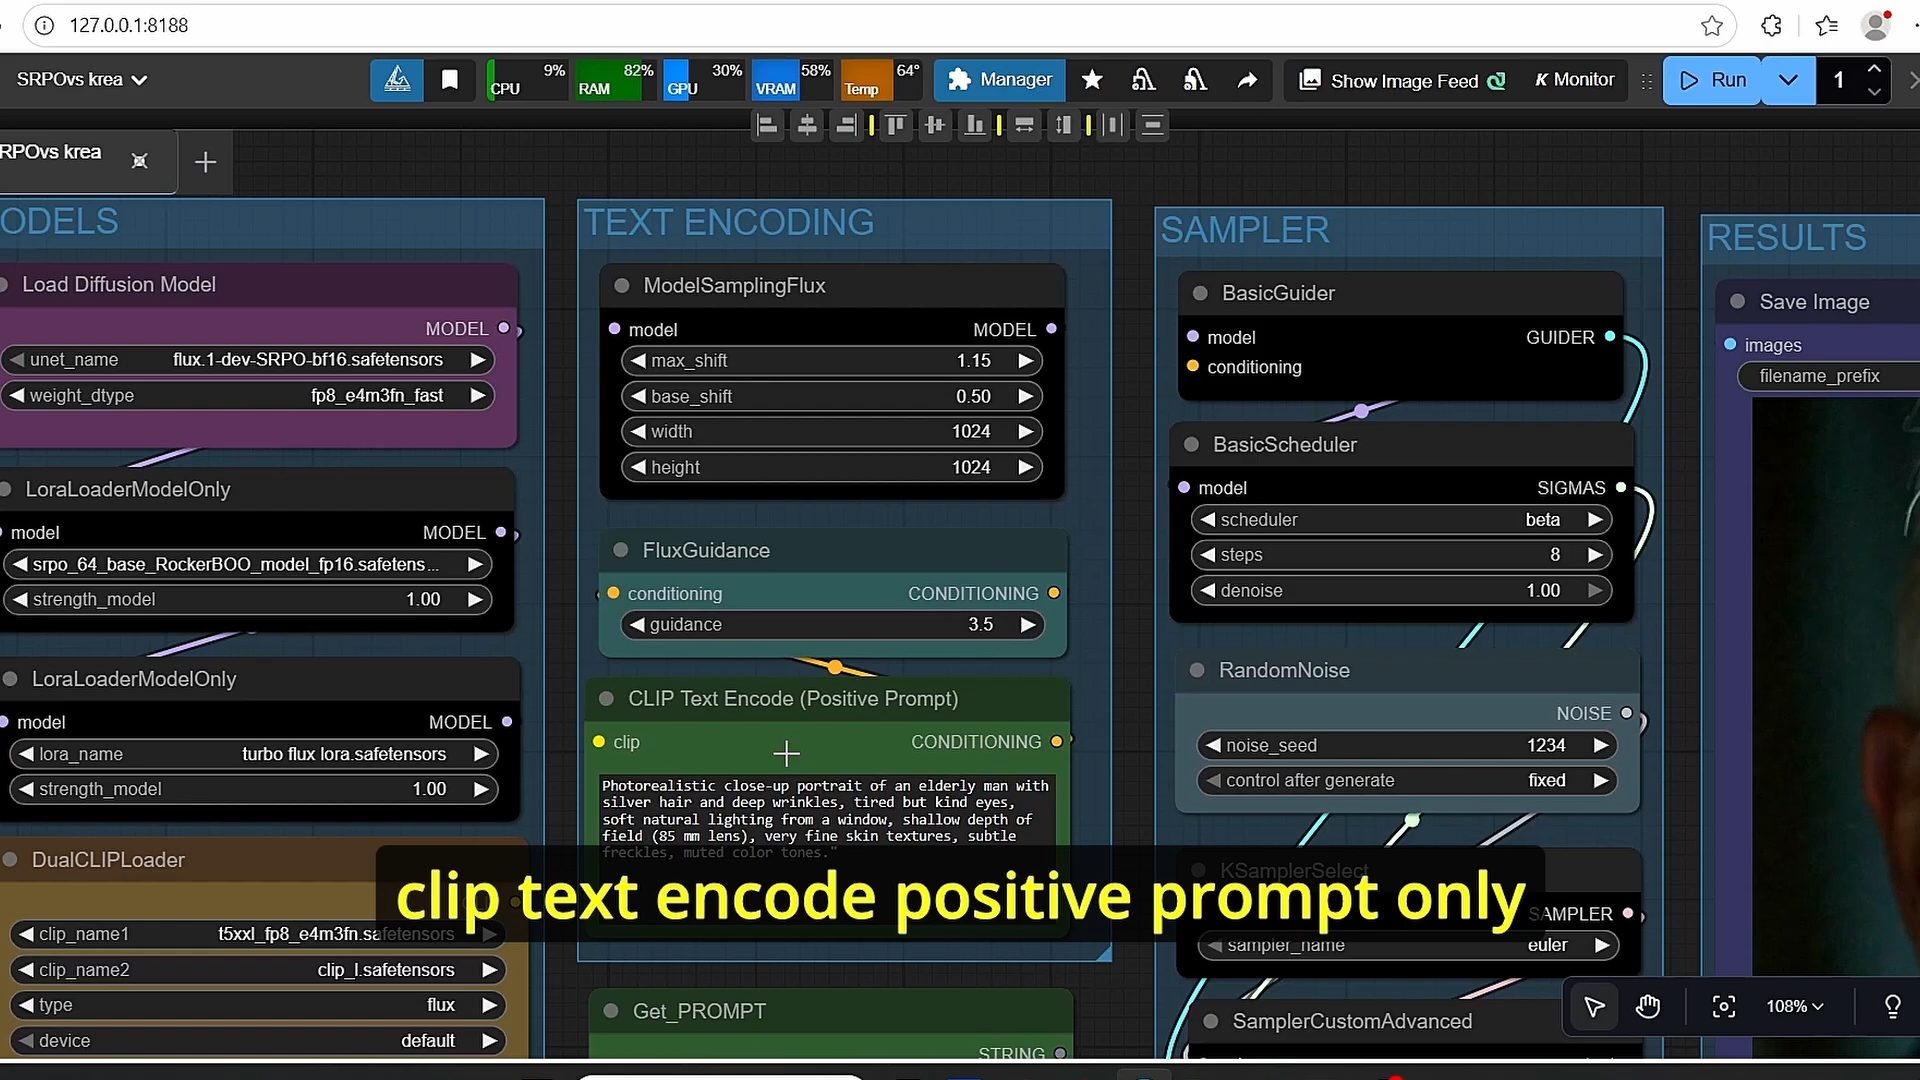 127.0.0.1:8188
SRPOvs krea
CPU 9%
RAM 82%
GPU 30%
VRAM 58%
Temp 64°
Manager
Show Image Feed
K Monitor
Run
1
RPOvs krea
ODELS
Load Diffusion Model
MODEL
unet_name flux.1-dev-SRPO-bf16.safetensors
weight_dtype fp8_e4m3fn_fast
LoraLoaderModelOnly
model MODEL
srpo_64_base_RockerBOO_model_fp16.safetens...
strength_model 1.00
LoraLoaderModelOnly
model MODEL
lora_name turbo flux lora.safetensors
strength_model 1.00
DualCLIPLoader
clip_name1 t5xxl_fp8_e4m3fn.safetensors
clip_name2 clip_l.safetensors
type flux
device default
TEXT ENCODING
ModelSamplingFlux
model MODEL
max_shift 1.15
base_shift 0.50
width 1024
height 1024
FluxGuidance
conditioning CONDITIONING
guidance 3.5
CLIP Text Encode (Positive Prompt)
clip CONDITIONING
Photorealistic close-up portrait of an elderly man with
silver hair and deep wrinkles, tired but kind eyes,
soft natural lighting from a window, shallow depth of
field (85 mm lens), very fine skin textures, subtle
freckles, muted color tones."
Get_PROMPT
STRING
SAMPLER
BasicGuider
model GUIDER
conditioning
BasicScheduler
model SIGMAS
scheduler beta
steps 8
denoise 1.00
RandomNoise
NOISE
noise_seed 1234
control after generate fixed
KSamplerSelect
SAMPLER
sampler_name euler
SamplerCustomAdvanced
RESULTS
Save Image
images
filename_prefix
clip text encode positive prompt only
108%